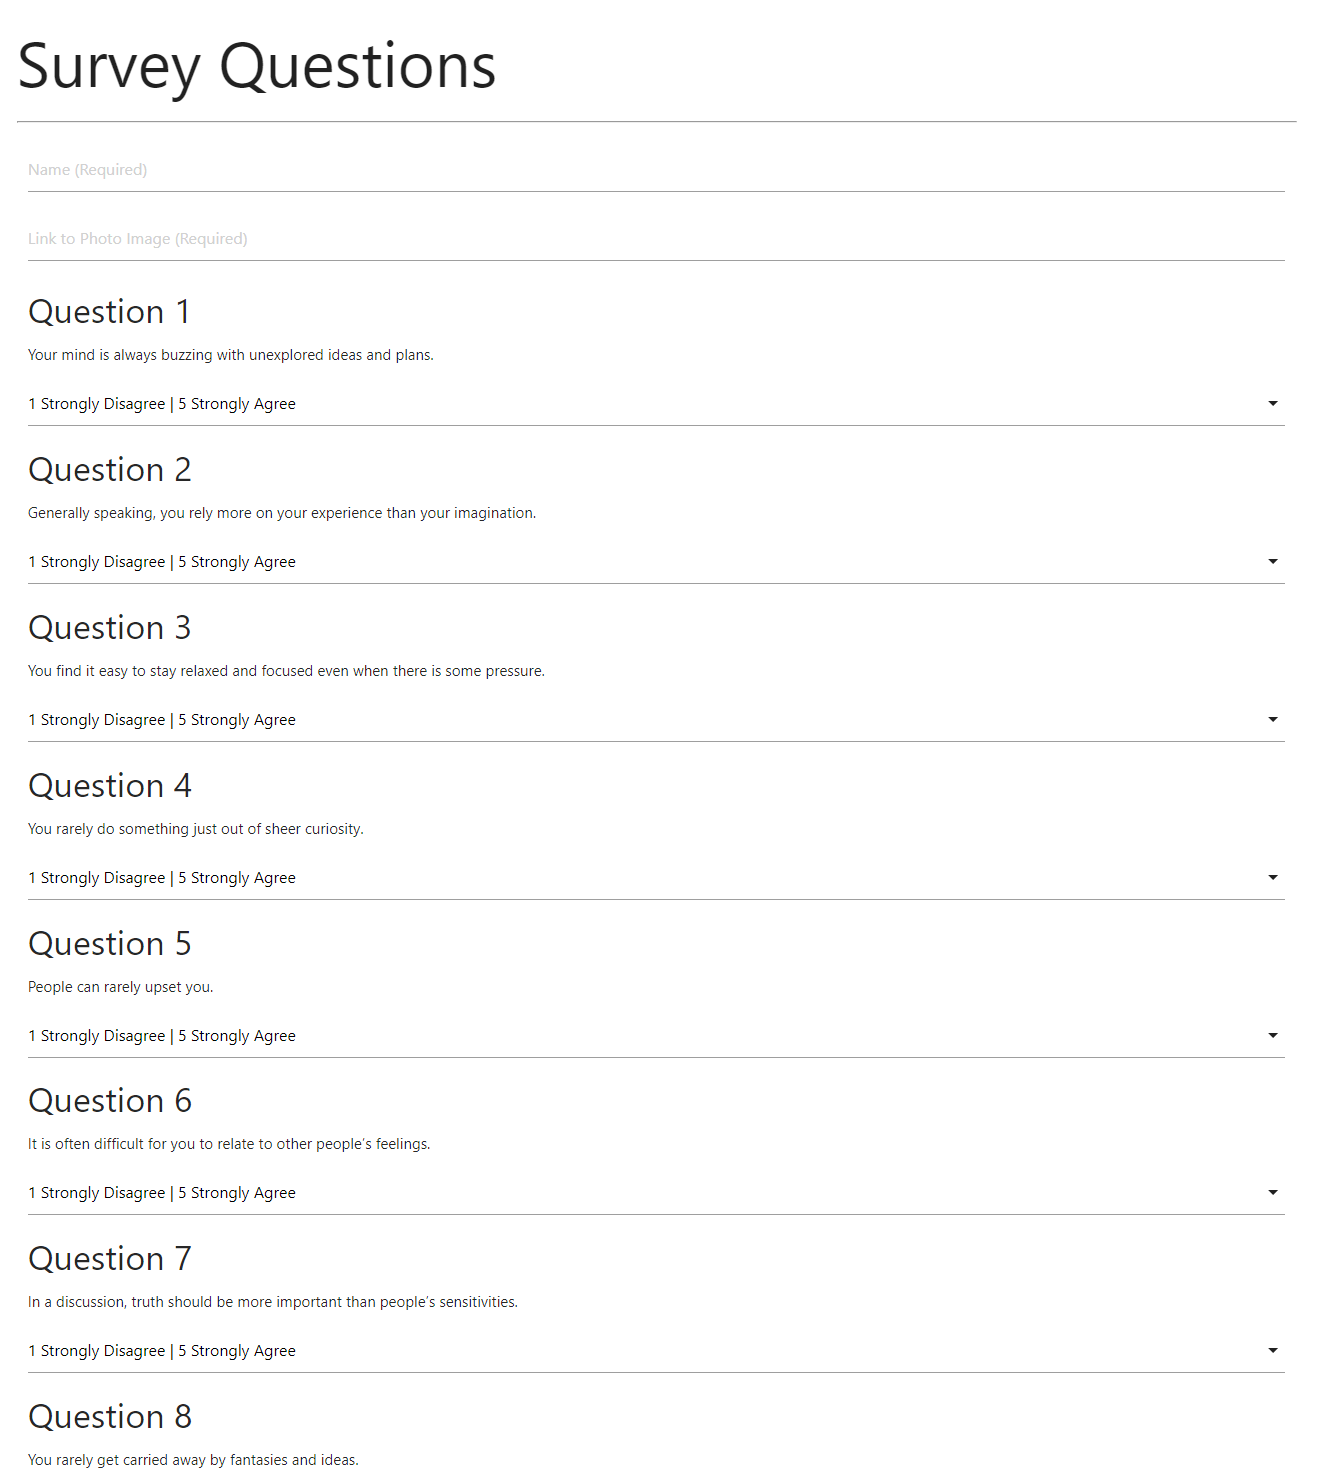 Survey Questions
Name (Required)
Link to Photo Image (Required)
Question 1
Your mind is always buzzing with unexplored ideas and plans.
1 Strongly Disagree | 5 Strongly Agree
Question 2
Generally speaking, you rely more on your experience than your imagination.
1 Strongly Disagree | 5 Strongly Agree
Question 3
You find it easy to stay relaxed and focused even when there is some pressure.
1 Strongly Disagree | 5 Strongly Agree
Question 4
You rarely do something just out of sheer curiosity.
1 Strongly Disagree | 5 Strongly Agree
Question 5
People can rarely upset you.
1 Strongly Disagree | 5 Strongly Agree
Question 6
It is often difficult for you to relate to other people’s feelings.
1 Strongly Disagree | 5 Strongly Agree
Question 7
In a discussion, truth should be more important than people’s sensitivities.
1 Strongly Disagree | 5 Strongly Agree
Question 8
You rarely get carried away by fantasies and ideas.